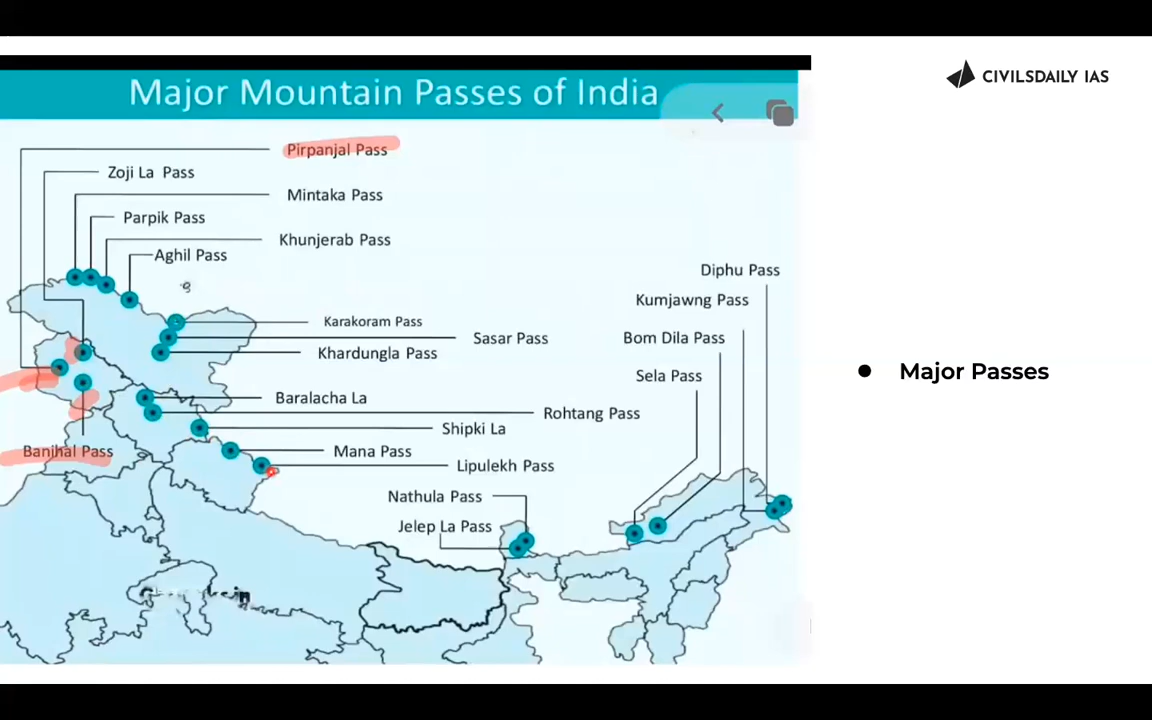 CIVILSDAILY IAS
Major Mountain Passes of India
Pirpanjal Pass
Zoji La Pass
Mintaka Pass
Parpik Pass
Khunjerab Pass
Aghil Pass
Karakoram Pass
Sasar Pass
Khardungla Pass
Baralacha La
Rohtang Pass
Shipki La
Banihal Pass
Mana Pass
Lipulekh Pass
Nathula Pass
Jelep La Pass
Diphu Pass
Kumjawng Pass
Bom Dila Pass
Sela Pass
● Major Passes